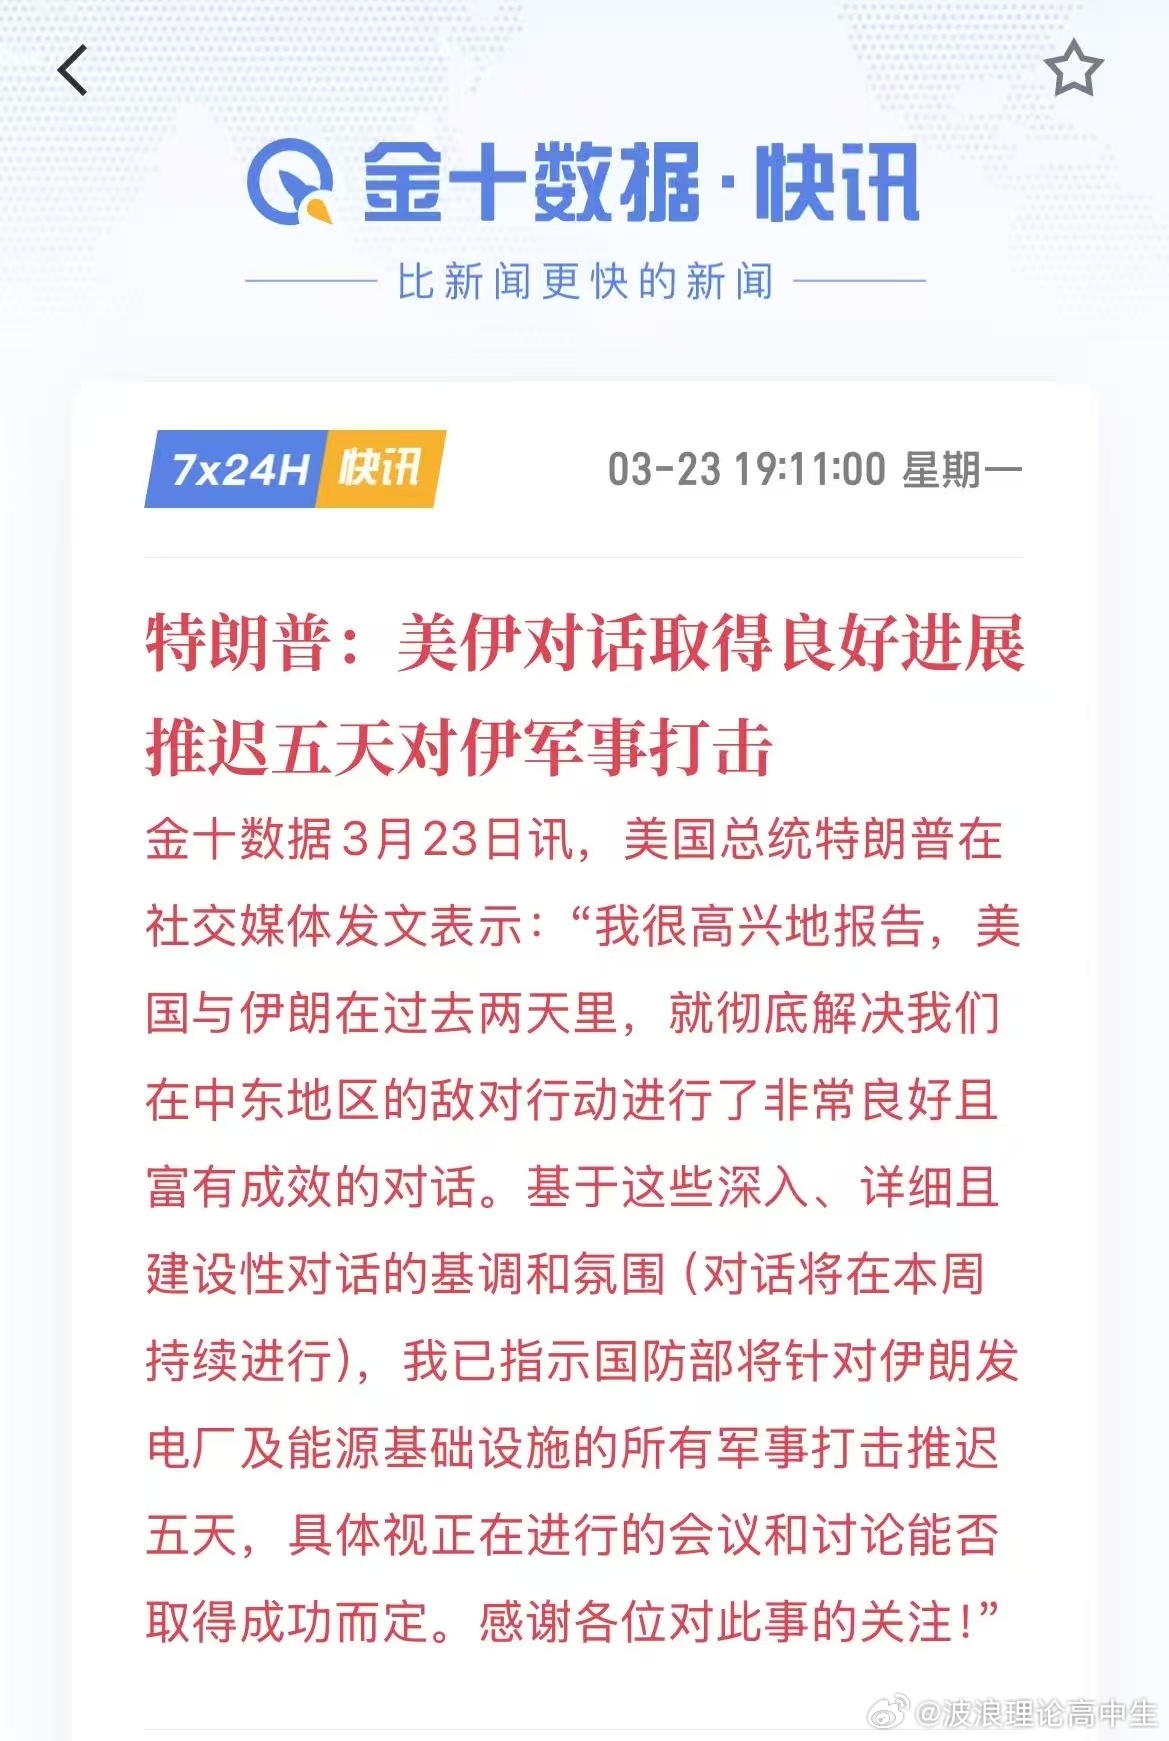 金十数据·快讯
比新闻更快的新闻
7x24H 快讯
03-23 19:11:00 星期一
特朗普：美伊对话取得良好进展
推迟五天对伊军事打击
金十数据3月23日讯，美国总统特朗普在
社交媒体发文表示：“我很高兴地报告，美
国与伊朗在过去两天里，就彻底解决我们
在中东地区的敌对行动进行了非常良好且
富有成效的对话。基于这些深入、详细且
建设性对话的基调和氛围（对话将在本周
持续进行），我已指示国防部将针对伊朗发
电厂及能源基础设施的所有军事打击推迟
五天，具体视正在进行的会议和讨论能否
取得成功而定。感谢各位对此事的关注！”
@波浪理论高中生